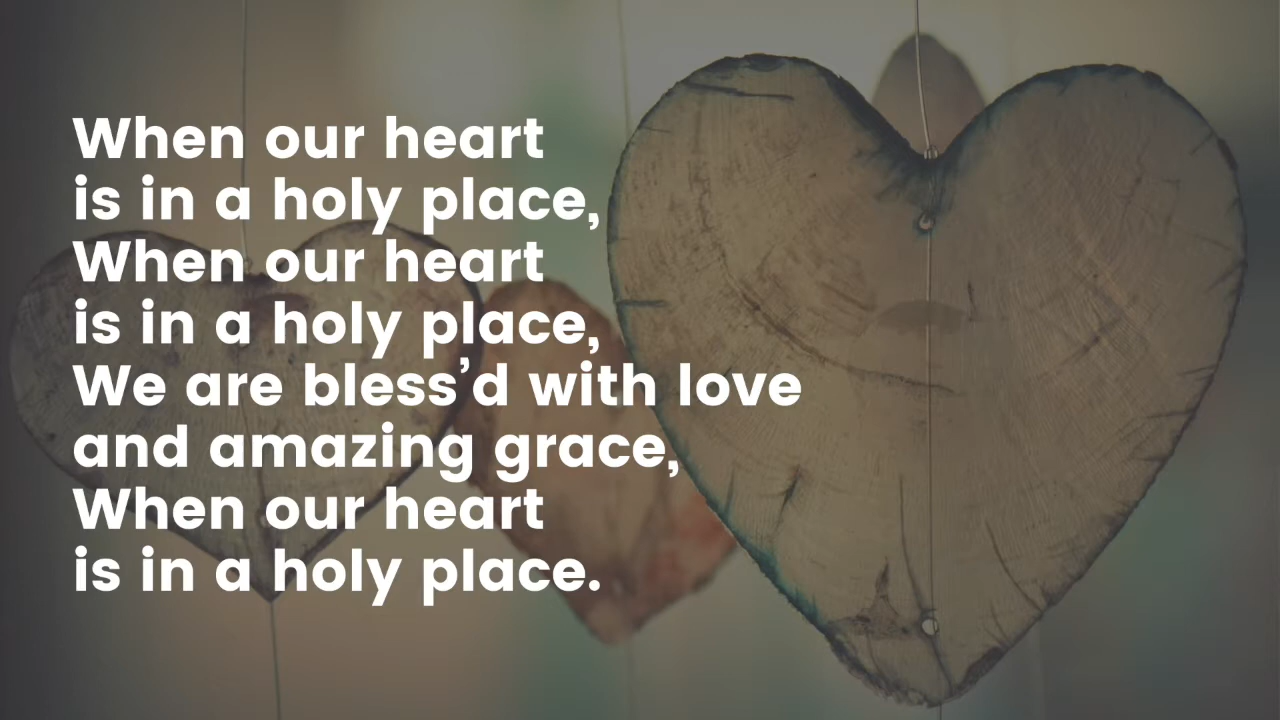 When our heart
is in a holy place,
When our heart
is in a holy place,
We are bless’d with love
and amazing grace,
When our heart
is in a holy place.